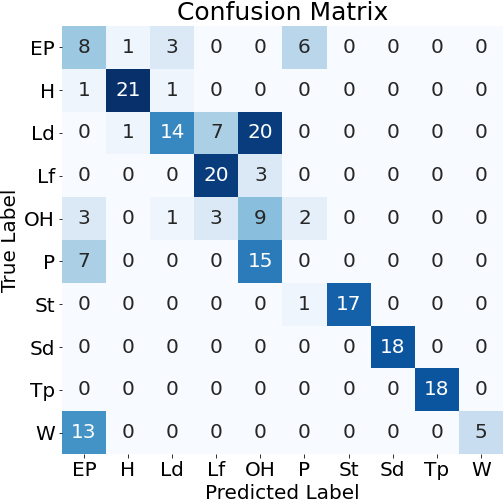 Confusion Matrix
EP 8 1 3 0 0 6 0 0 0 0
H 1 21 1 0 0 0 0 0 0 0
Ld 0 1 14 7 20 0 0 0 0 0
Lf 0 0 0 20 3 0 0 0 0 0
OH 3 0 1 3 9 2 0 0 0 0
P 7 0 0 0 15 0 0 0 0 0
St 0 0 0 0 0 1 17 0 0 0
Sd 0 0 0 0 0 0 0 18 0 0
Tp 0 0 0 0 0 0 0 0 18 0
W 13 0 0 0 0 0 0 0 0 5
EP H Ld Lf OH P St Sd Tp W
Predicted Label
True Label